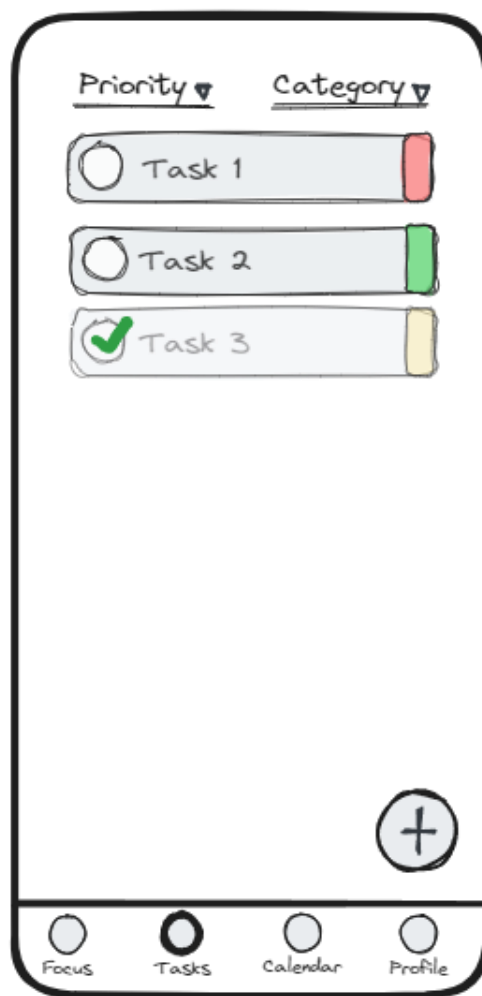 Priority Category
Task 1
Task 2
Task 3
Focus Tasks Calendar Profile